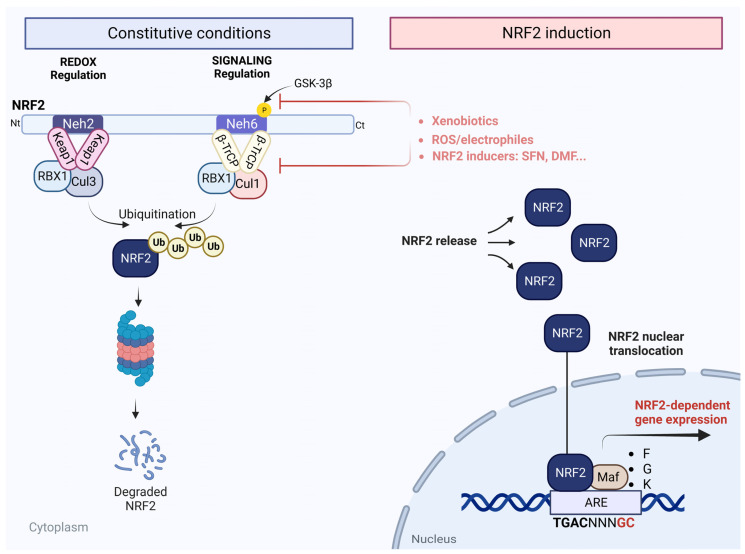 Constitutive conditions
NRF2 induction
REDOX
Regulation
SIGNALING
Regulation
GSK-3β
P
NRF2
Nt
Neh2
Neh6
Ct
Keap1
Keap1
β-TrCP
β-TrCP
RBX1
Cul3
RBX1
Cul1
• Xenobiotics
• ROS/electrophiles
• NRF2 inducers: SFN, DMF...
Ubiquitination
Ub
Ub
Ub
Ub
NRF2
NRF2 release
NRF2
NRF2
NRF2
NRF2
NRF2 nuclear
translocation
NRF2-dependent
gene expression
NRF2
Maf
• F
• G
• K
ARE
TGACNNNGC
Degraded
NRF2
Cytoplasm
Nucleus